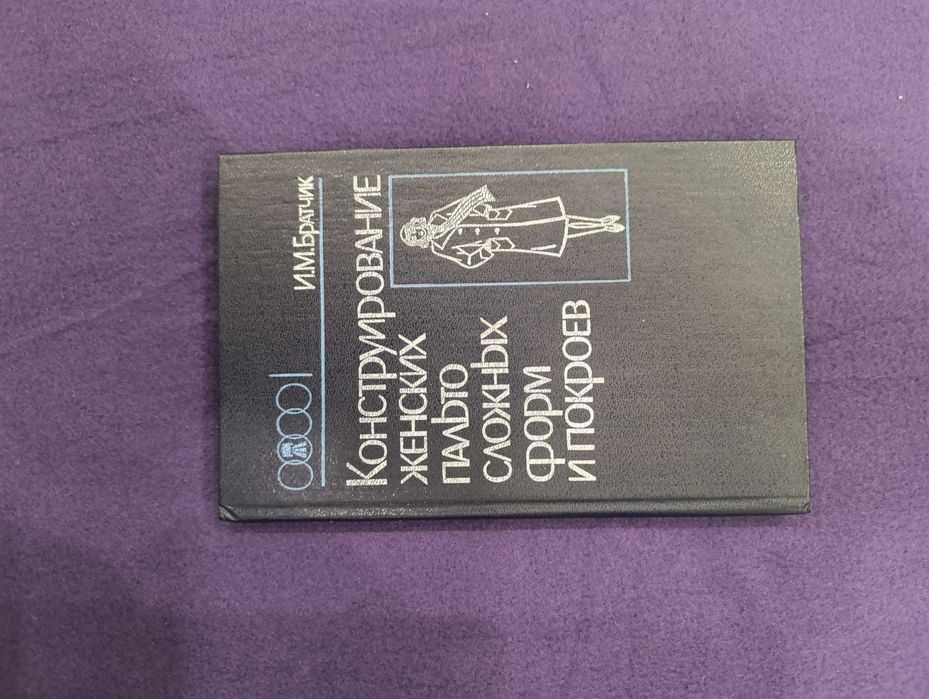 И.М.Братчик
Конструирование
женских
пальто
сложных
форм
и покроев